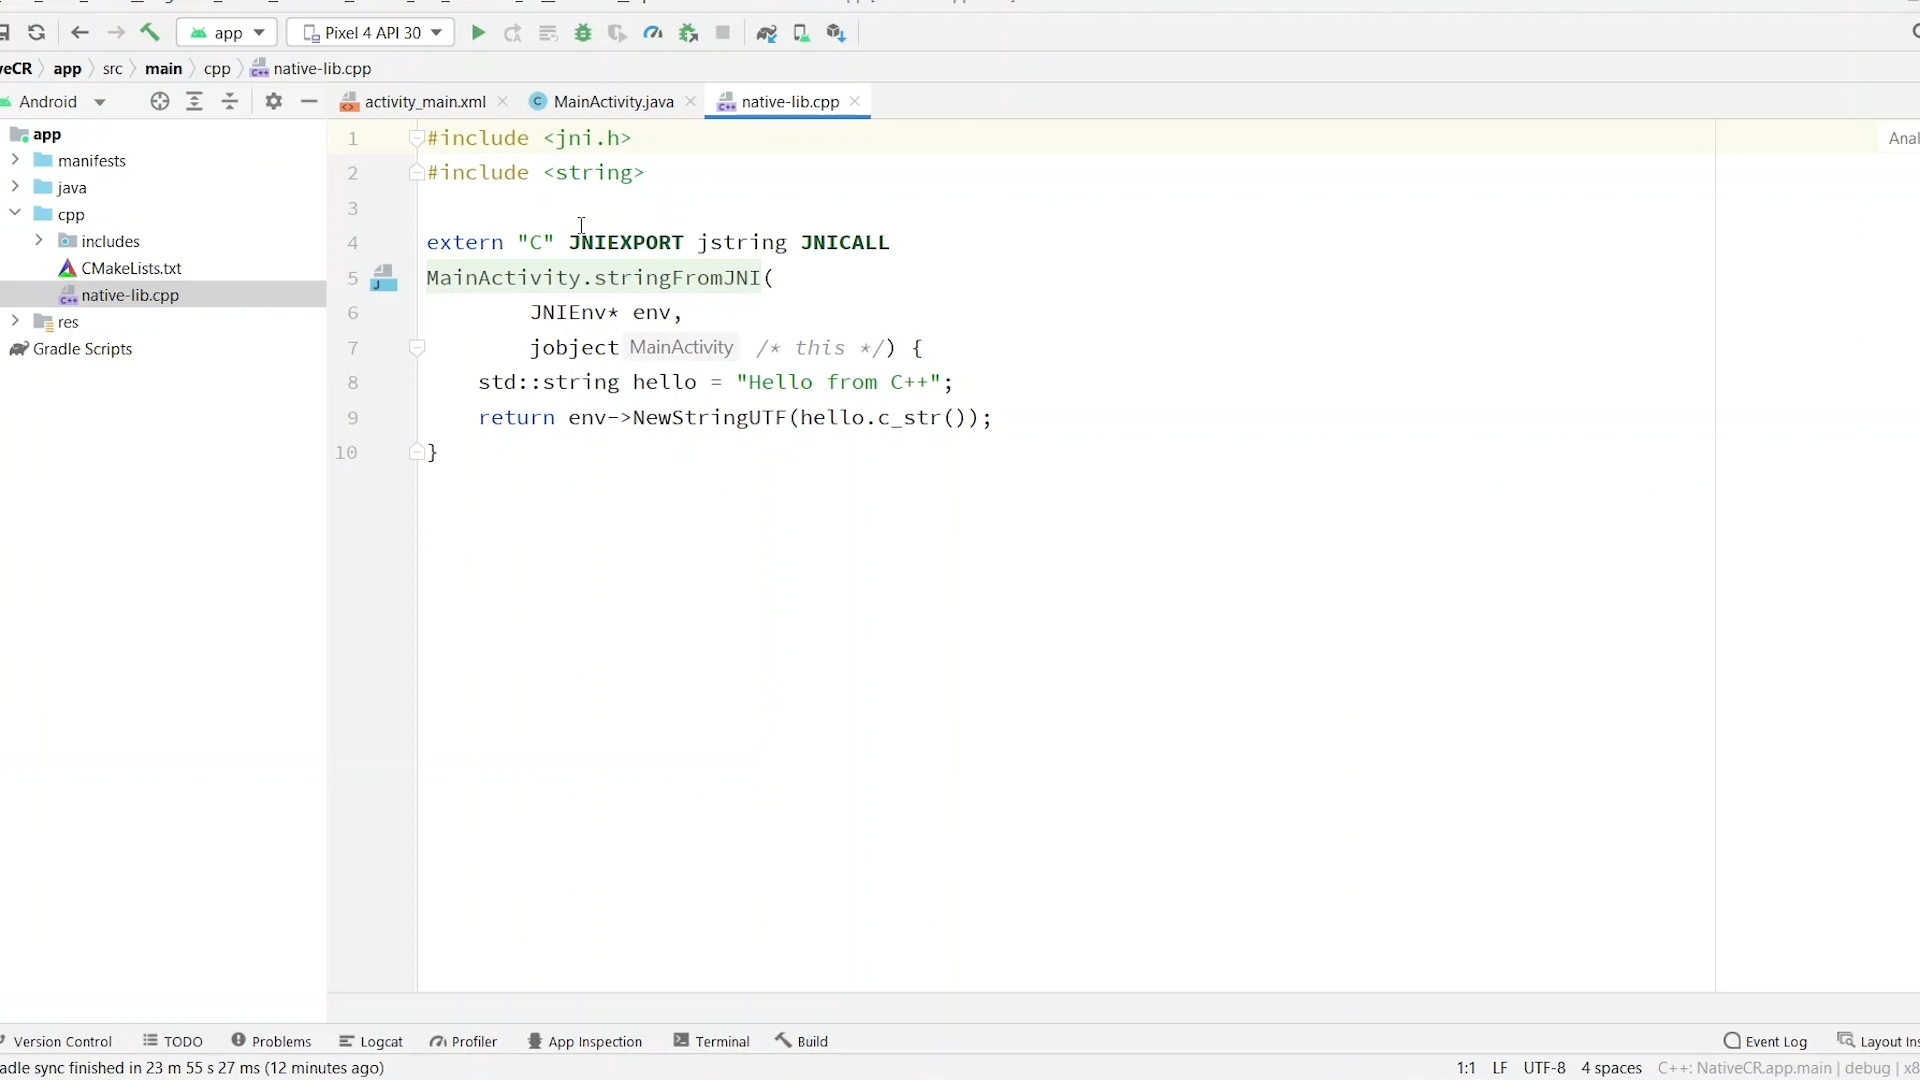 app
Pixel 4 API 30
veCR
app
src
main
cpp
native-lib.cpp
Android
activity_main.xml
MainActivity.java
native-lib.cpp
app
manifests
java
cpp
includes
CMakeLists.txt
native-lib.cpp
res
Gradle Scripts
1 #include <jni.h>
2 #include <string>
3
4 extern "C" JNIEXPORT jstring JNICALL
5 MainActivity.stringFromJNI(
6 JNIEnv* env,
7 jobject MainActivity /* this */) {
8 std::string hello = "Hello from C++";
9 return env->NewStringUTF(hello.c_str());
10 }
Anal
Version Control
TODO
Problems
Logcat
Profiler
App Inspection
Terminal
Build
Event Log
Layout Ins
adle sync finished in 23 m 55 s 27 ms (12 minutes ago)
1:1 LF UTF-8 4 spaces C++: NativeCR.app.main | debug | x8